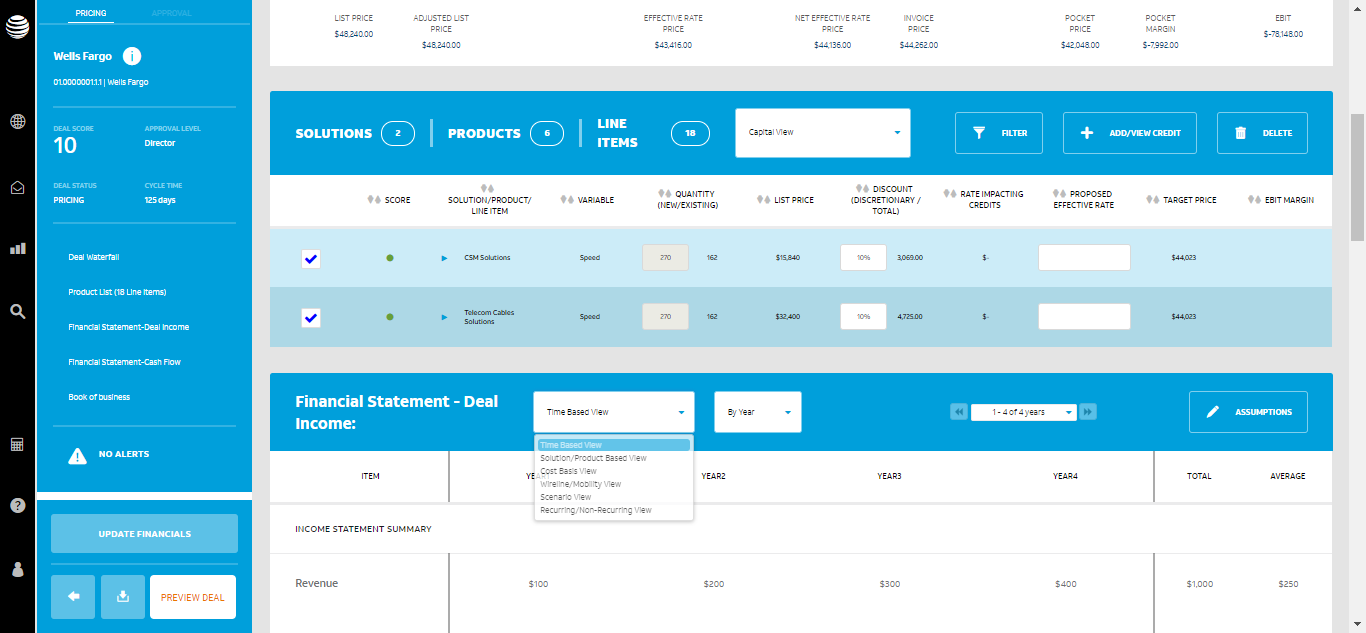 PRICING
APPROVAL
Wells Fargo
i
01.0000001.1.1 | Wells Fargo
DEAL SCORE
10
APPROVAL LEVEL
Director
DEAL STATUS
PRICING
CYCLE TIME
125 days
Deal Waterfall
Product List (18 Line Items)
Financial Statement-Deal Income
Financial Statement-Cash Flow
Book of business
NO ALERTS
UPDATE FINANCIALS
PREVIEW DEAL
LIST PRICE
$48,240.00
ADJUSTED LIST
PRICE
$48,240.00
EFFECTIVE RATE
PRICE
$43,416.00
NET EFFECTIVE RATE
PRICE
$44,136.00
INVOICE
PRICE
$44,262.00
POCKET
PRICE
$42,048.00
POCKET
MARGIN
$-7,992.00
EBIT
$-78,148.00
SOLUTIONS 2
PRODUCTS 6
LINE
ITEMS
18
Capital View
FILTER
ADD/VIEW CREDIT
DELETE
SCORE
SOLUTION/PRODUCT/
LINE ITEM
VARIABLE
QUANTITY
(NEW/EXISTING)
LIST PRICE
DISCOUNT
(DISCRETIONARY /
TOTAL)
RATE IMPACTING
CREDITS
PROPOSED
EFFECTIVE RATE
TARGET PRICE
EBIT MARGIN
CSM Solutions Speed 270 162 $15,840 10% 3,069.00 $- $44,023
Telecom Cables
Solutions
Speed 270 162 $32,400 10% 4,725.00 $- $44,023
Financial Statement - Deal
Income:
Time Based View
By Year
1 - 4 of 4 years
ASSUMPTIONS
Time Based View
Solution/Product Based View
Cost Basis View
Wireline/Mobility View
Scenario View
Recurring/Non-Recurring View
ITEM YEAR1 YEAR2 YEAR3 YEAR4 TOTAL AVERAGE
INCOME STATEMENT SUMMARY
Revenue $100 $200 $300 $400 $1,000 $250